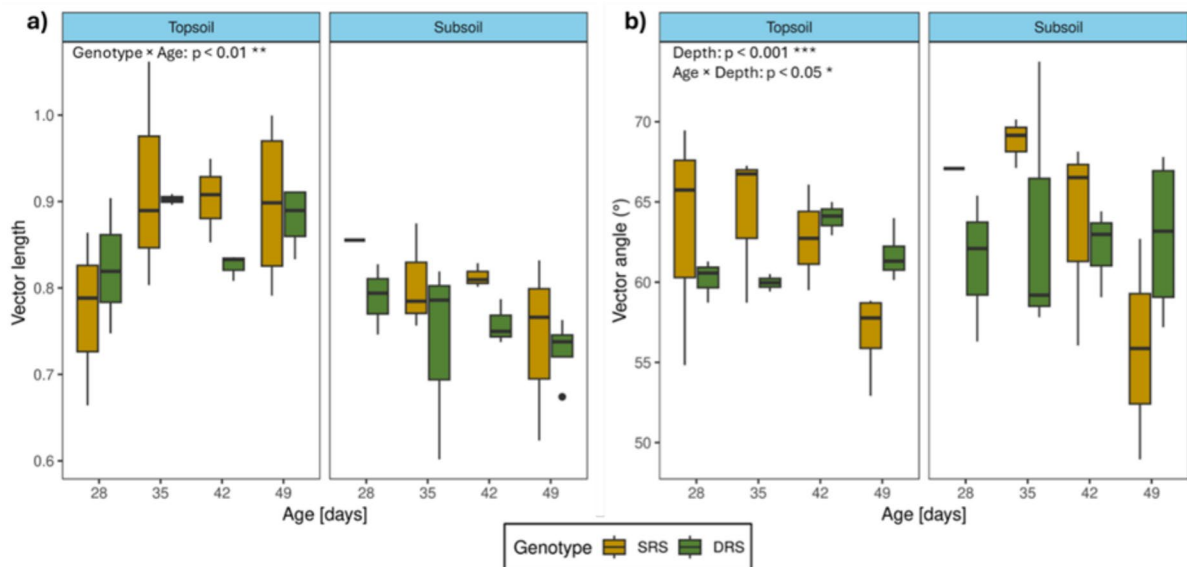 a)
Topsoil
Subsoil
Genotype × Age: p < 0.01 **
Vector length
1.0
0.9
0.8
0.7
0.6
28 35 42 49
28 35 42 49
Age [days]
b)
Topsoil
Subsoil
Depth: p < 0.001 ***
Age × Depth: p < 0.05 *
Vector angle (°)
70
65
60
55
50
28 35 42 49
28 35 42 49
Age [days]
Genotype SRS DRS